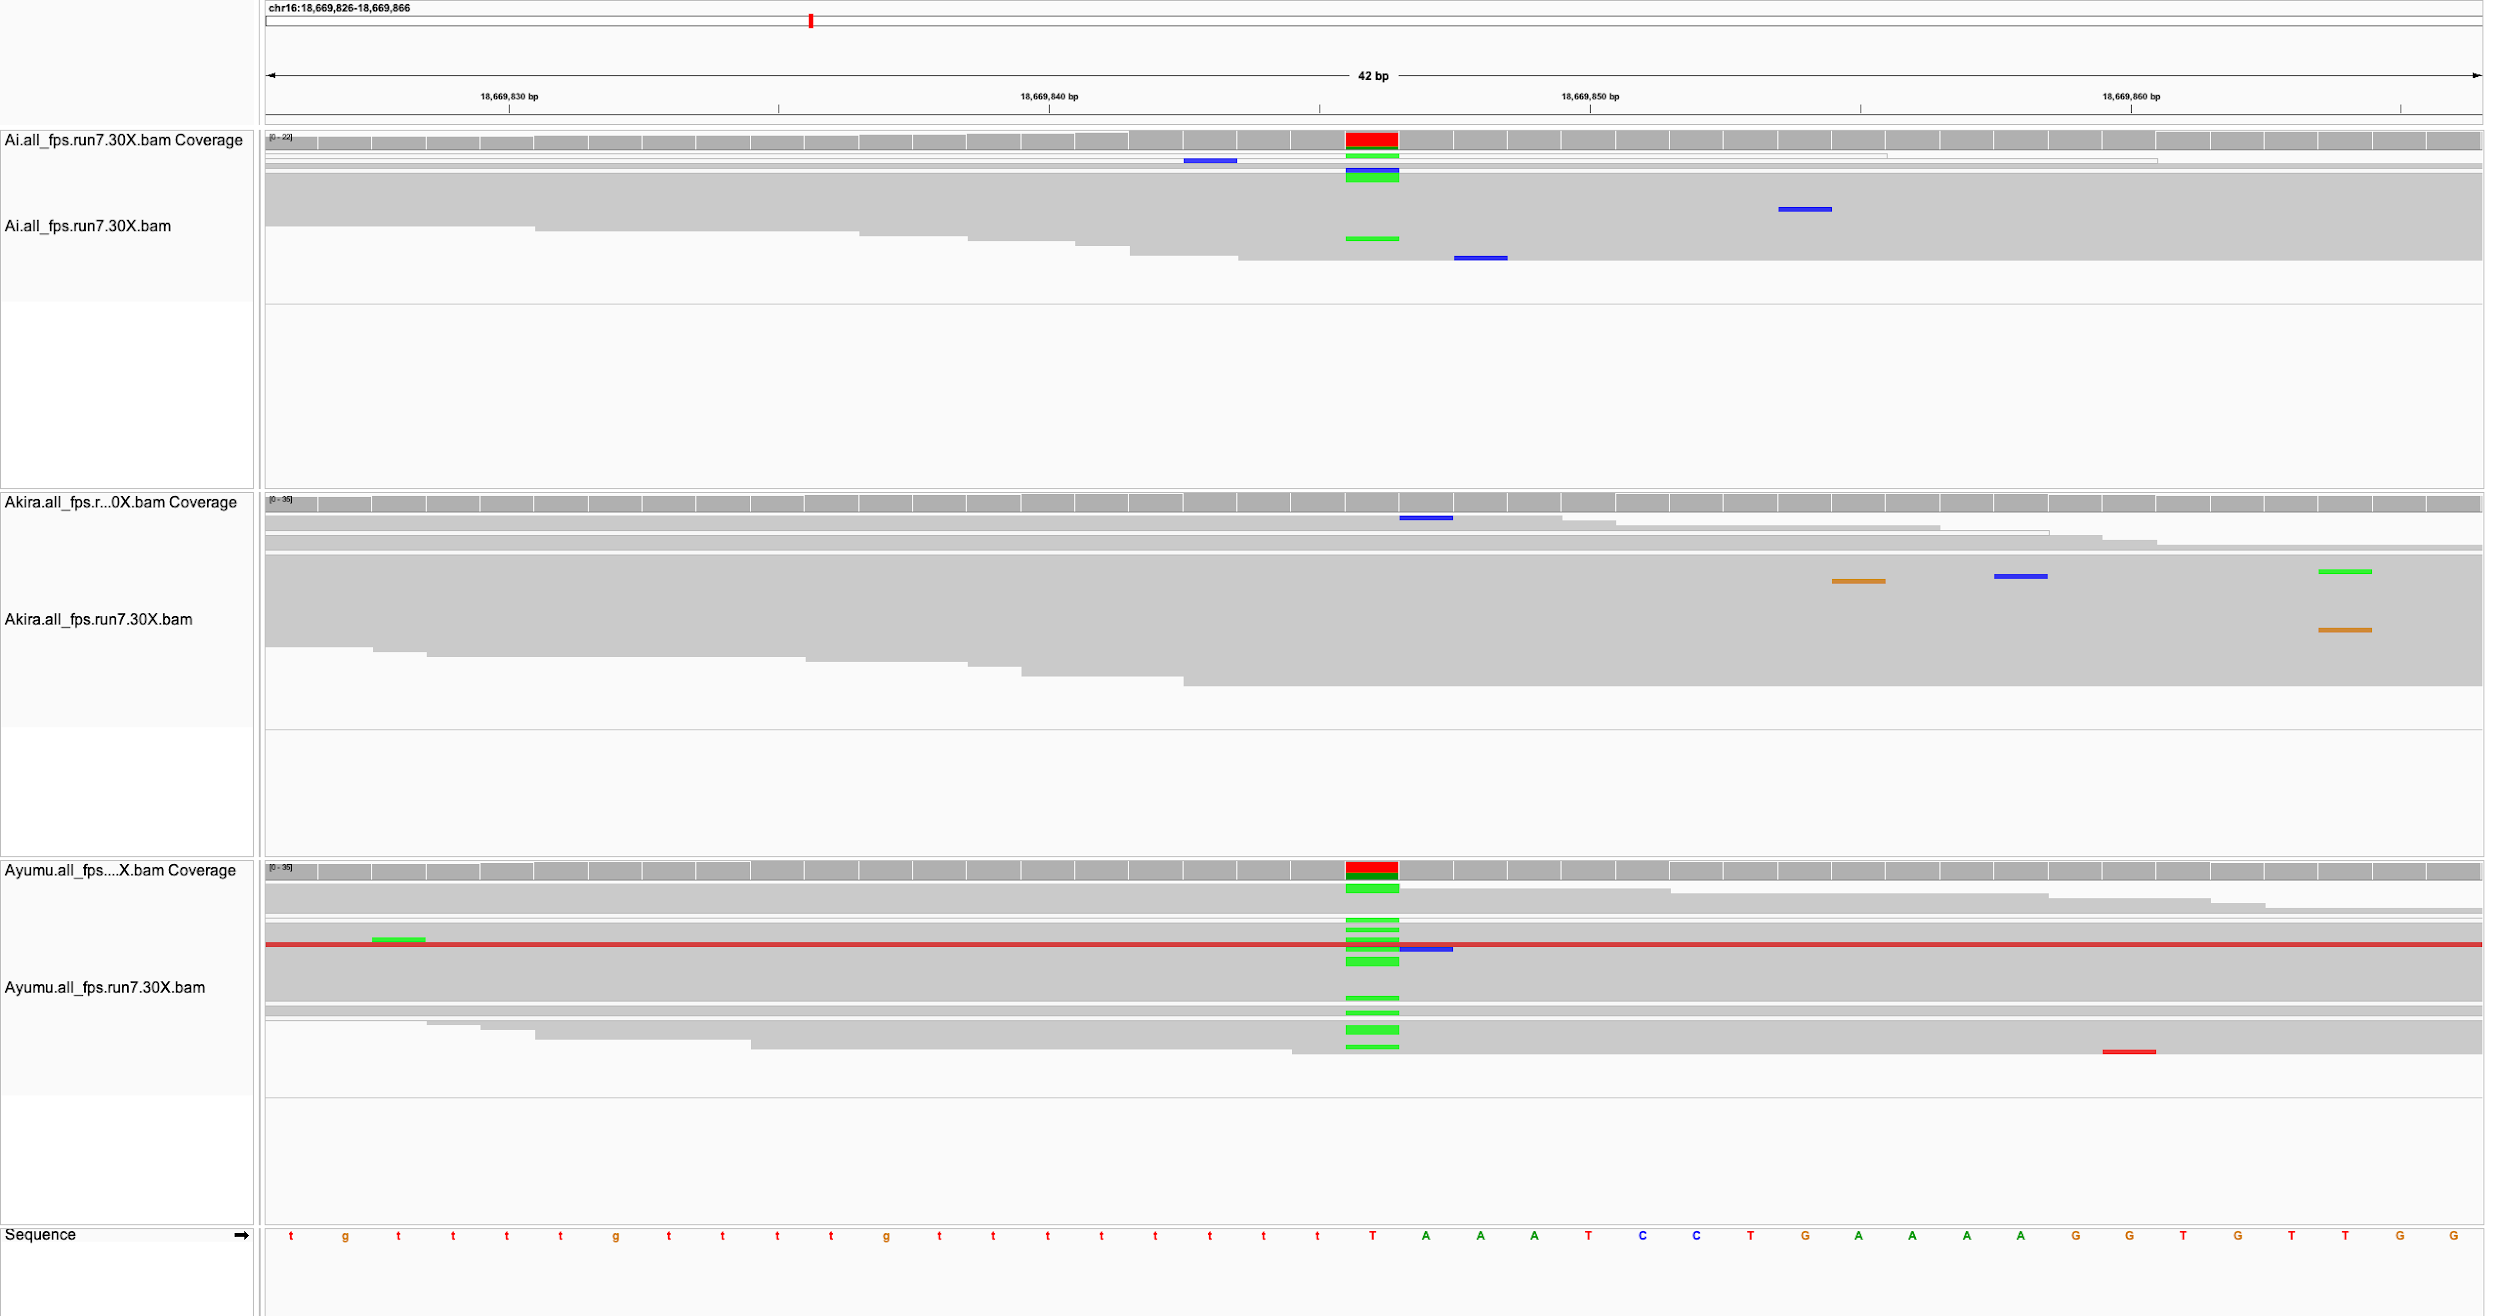 chr16:18,669,826-18,669,866
42 bp
18,669,830 bp 18,669,840 bp 18,669,850 bp 18,669,860 bp
Ai.all_fps.run7.30X.bam Coverage
[0 - 22]
Ai.all_fps.run7.30X.bam
Akira.all_fps.r...0X.bam Coverage
[0 - 35]
Akira.all_fps.run7.30X.bam
Ayumu.all_fps....X.bam Coverage
[0 - 35]
Ayumu.all_fps.run7.30X.bam
Sequence t g t t t t g t t t t g t t t t t t t t T A A A T C C T G A A A A G G T G T T G G